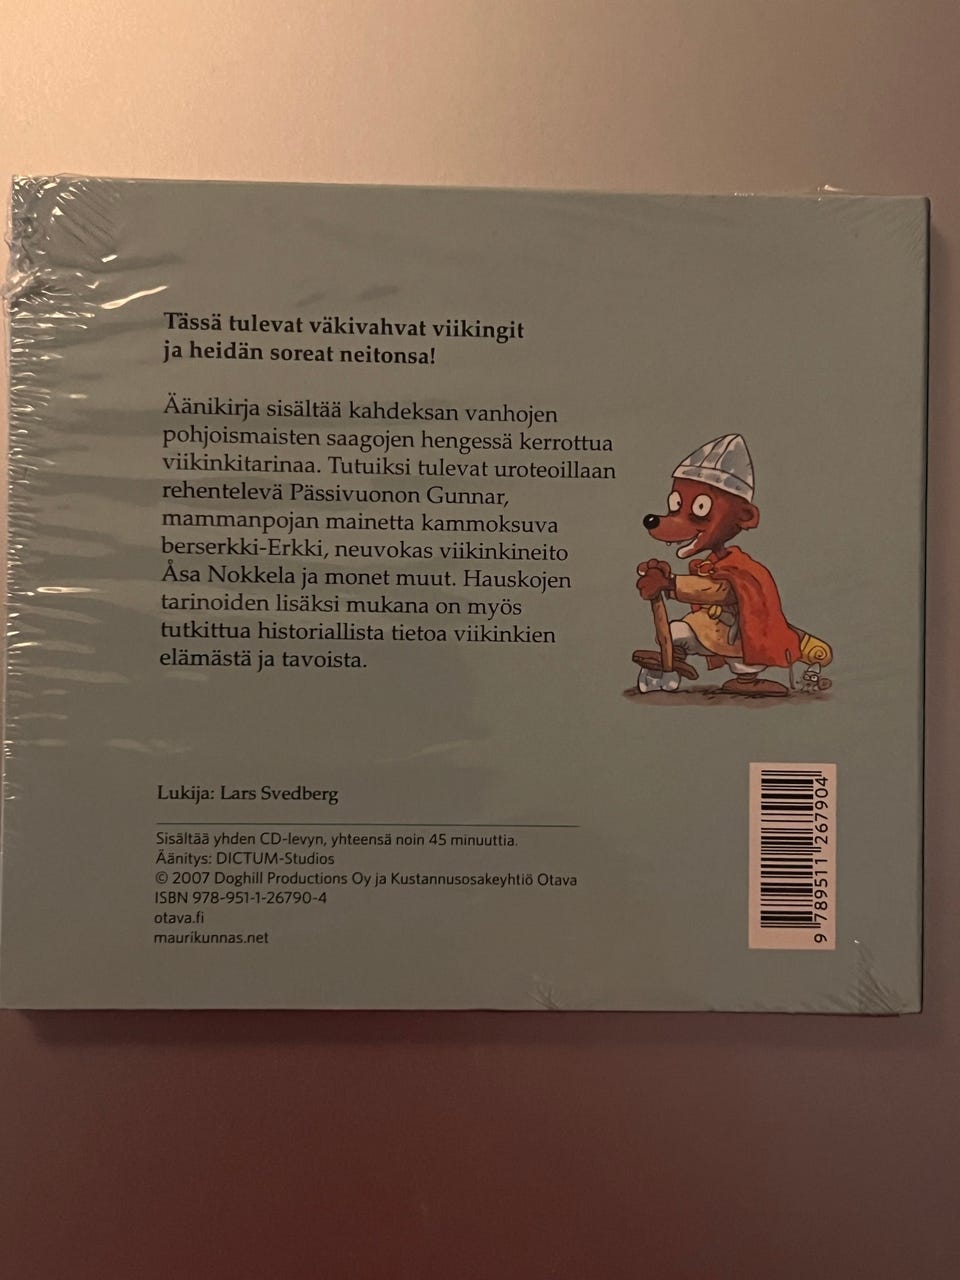 Tässä tulevat väkivahvat viikingit
ja heidän soreat neitonsa!
Äänikirja sisältää kahdeksan vanhojen
pohjoismaisten saagojen hengessä kerrottua
viikinkitarinaa. Tutuiksi tulevat uroteoillaan
rehentelevä Pässivuonon Gunnar,
mammanpojan mainetta kammoksuva
berserkki-Erkki, neuvokas viikinkineito
Åsa Nokkela ja monet muut. Hauskojen
tarinoiden lisäksi mukana on myös
tutkittua historiallista tietoa viikinkien
elämästä ja tavoista.
Lukija: Lars Svedberg
Sisältää yhden CD-levyn, yhteensä noin 45 minuuttia.
Äänitys: DICTUM-Studios
© 2007 Doghill Productions Oy ja Kustannusosakeyhtiö Otava
ISBN 978-951-1-26790-4
otava.fi
maurikunnas.net
9 789511 267904